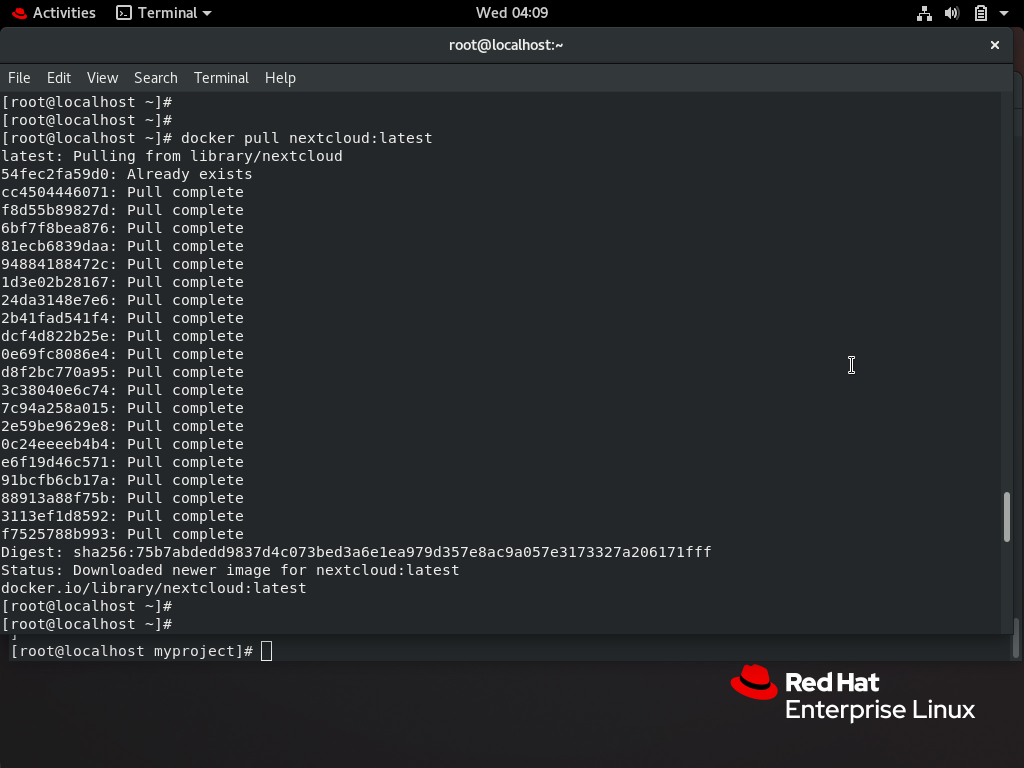 Activities Terminal Wed 04:09
root@localhost:~
File Edit View Search Terminal Help
[root@localhost ~]#
[root@localhost ~]#
[root@localhost ~]# docker pull nextcloud:latest
latest: Pulling from library/nextcloud
54fec2fa59d0: Already exists
cc4504446071: Pull complete
f8d55b89827d: Pull complete
6bf7f8bea876: Pull complete
81ecb6839daa: Pull complete
94884188472c: Pull complete
1d3e02b28167: Pull complete
24da3148e7e6: Pull complete
2b41fad541f4: Pull complete
dcf4d822b25e: Pull complete
0e69fc8086e4: Pull complete
d8f2bc770a95: Pull complete
3c38040e6c74: Pull complete
7c94a258a015: Pull complete
2e59be9629e8: Pull complete
0c24eeeeb4b4: Pull complete
e6f19d46c571: Pull complete
91bcfb6cb17a: Pull complete
88913a88f75b: Pull complete
3113ef1d8592: Pull complete
f7525788b993: Pull complete
Digest: sha256:75b7abdedd9837d4c073bed3a6e1ea979d357e8ac9a057e3173327a206171fff
Status: Downloaded newer image for nextcloud:latest
docker.io/library/nextcloud:latest
[root@localhost ~]#
[root@localhost ~]#
]
[root@localhost myproject]#
Red Hat
Enterprise Linux